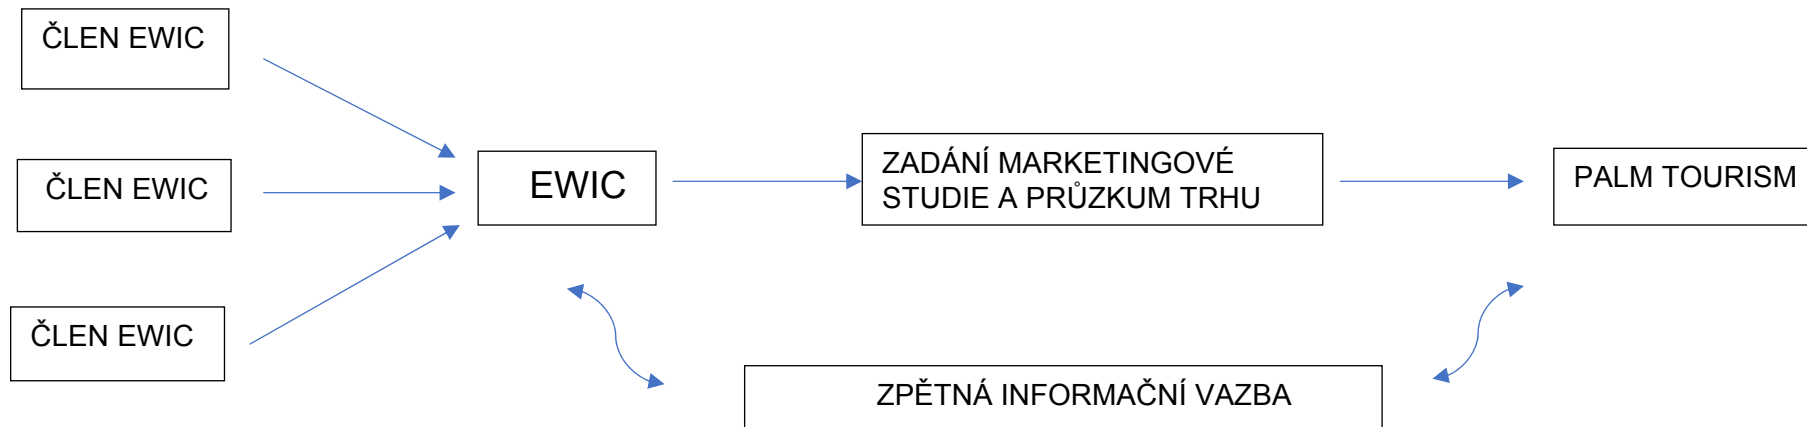 ČLEN EWIC
ČLEN EWIC
ČLEN EWIC
EWIC
ZADÁNÍ MARKETINGOVÉ
STUDIE A PRŮZKUM TRHU
PALM TOURISM
ZPĚTNÁ INFORMAČNÍ VAZBA